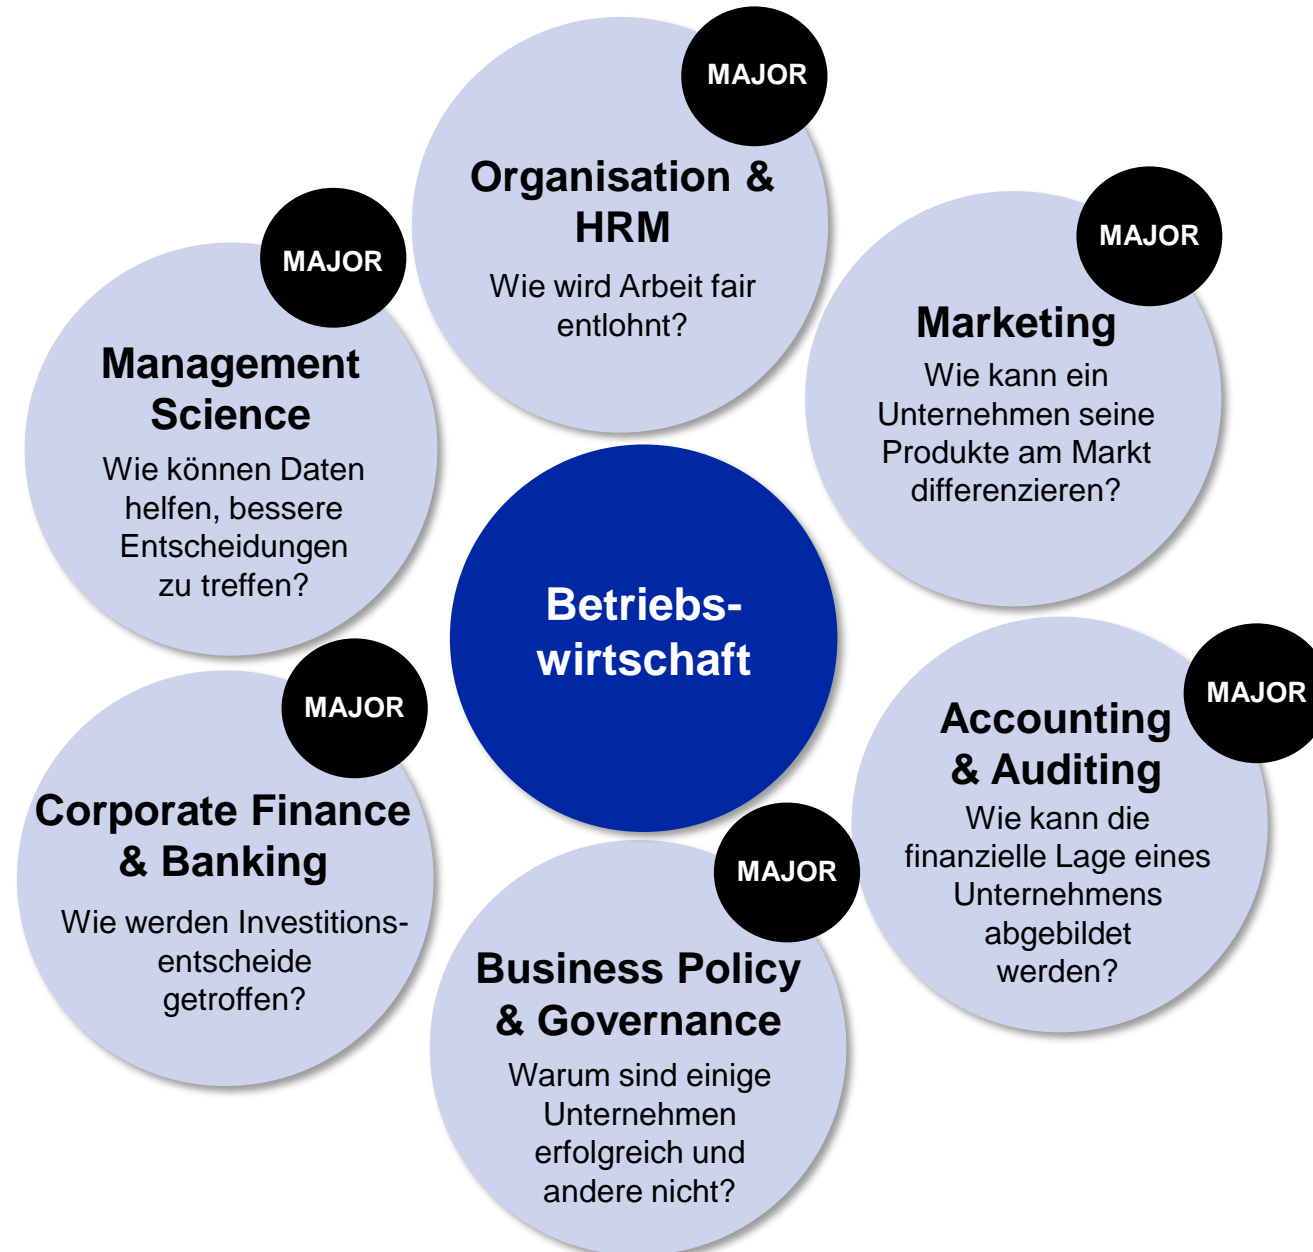 MAJOR
Organisation &
HRM
Wie wird Arbeit fair
entlohnt?
MAJOR
Marketing
Wie kann ein
Unternehmen seine
Produkte am Markt
differenzieren?
MAJOR
Management
Science
Wie können Daten
helfen, bessere
Entscheidungen
zu treffen?
Betriebs-
wirtschaft
MAJOR
Accounting
& Auditing
Wie kann die
finanzielle Lage eines
Unternehmens
abgebildet
werden?
MAJOR
Corporate Finance
& Banking
Wie werden Investitions-
entscheide
getroffen?
MAJOR
Business Policy
& Governance
Warum sind einige
Unternehmen
erfolgreich und
andere nicht?